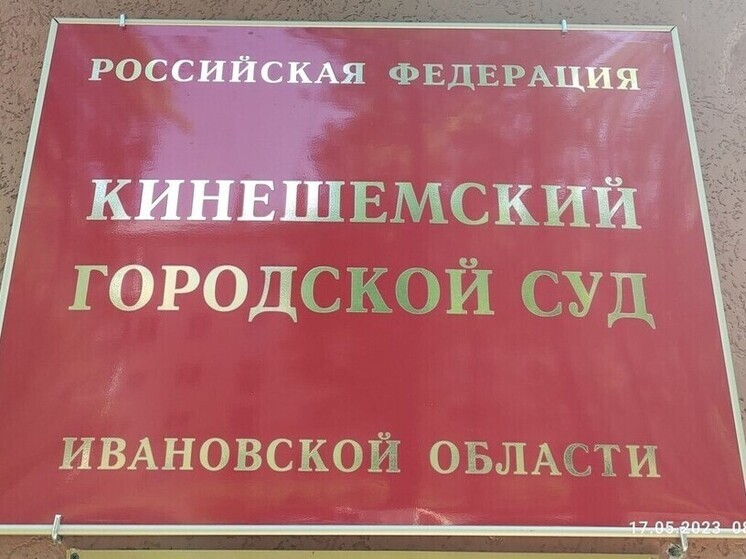 РОССИЙСКАЯ ФЕДЕРАЦИЯ
КИНЕШЕМСКИЙ
ГОРОДСКОЙ СУД
ИВАНОВСКОЙ ОБЛАСТИ
17.05.2023